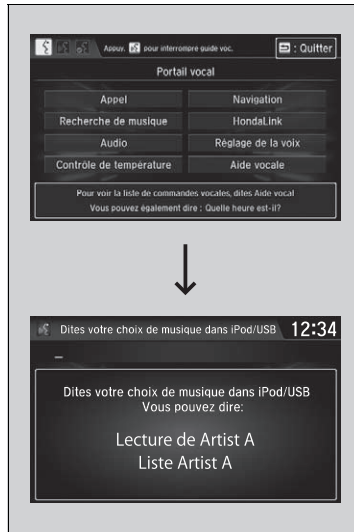 Appuy. pour interrompre guide voc.
: Quitter
Portail vocal
Appel
Navigation
Recherche de musique
HondaLink
Audio
Réglage de la voix
Contrôle de température
Aide vocale
Pour voir la liste de commandes vocales, dites Aide vocal
Vous pouvez également dire : Quelle heure est-il?
Dites votre choix de musique dans iPod/USB
12:34
Dites votre choix de musique dans iPod/USB
Vous pouvez dire:
Lecture de Artist A
Liste Artist A